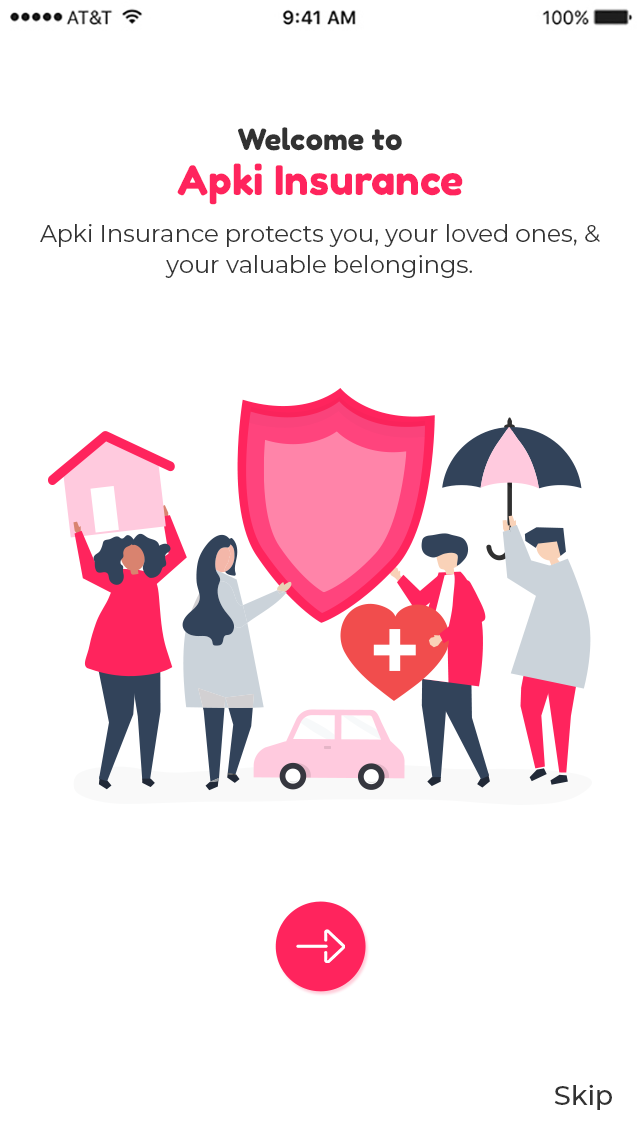 AT&T 9:41 AM 100%
Welcome to
Apki Insurance
Apki Insurance protects you, your loved ones, &
your valuable belongings.
Skip